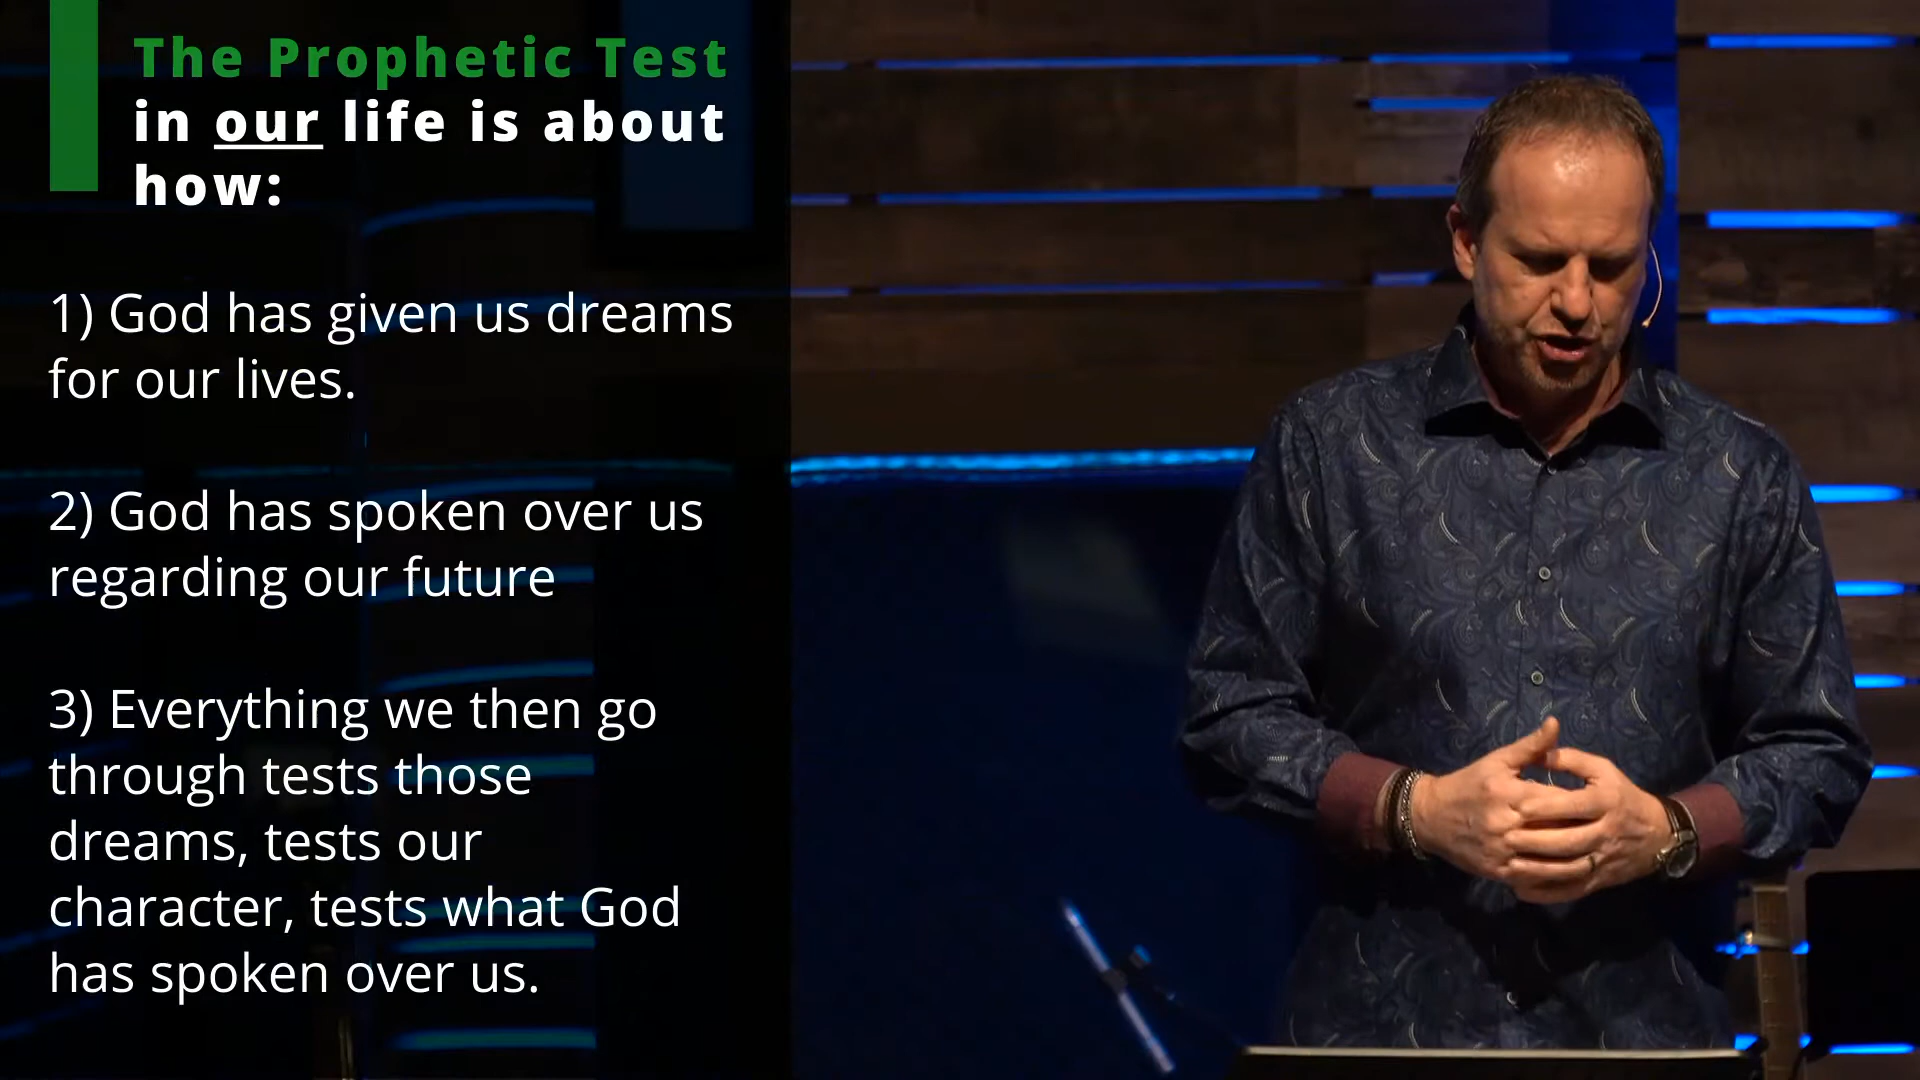 The Prophetic Test
in our life is about
how:
1) God has given us dreams
for our lives.
2) God has spoken over us
regarding our future
3) Everything we then go
through tests those
dreams, tests our
character, tests what God
has spoken over us.